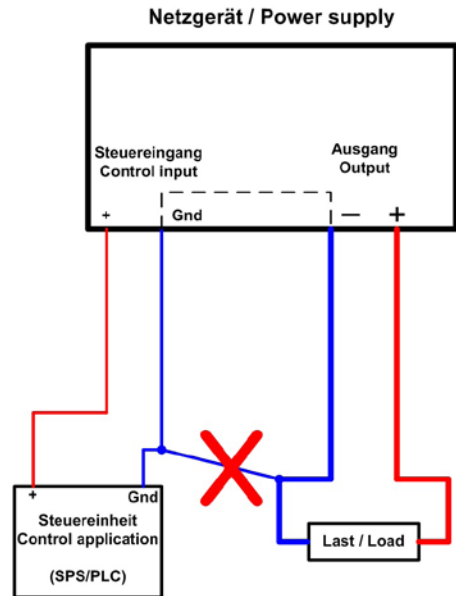 Netzgerät / Power supply
Steuereingang
Control input
Ausgang
Output
+
Gnd
—
+
+
Gnd
Steuereinheit
Control application
(SPS/PLC)
Last / Load